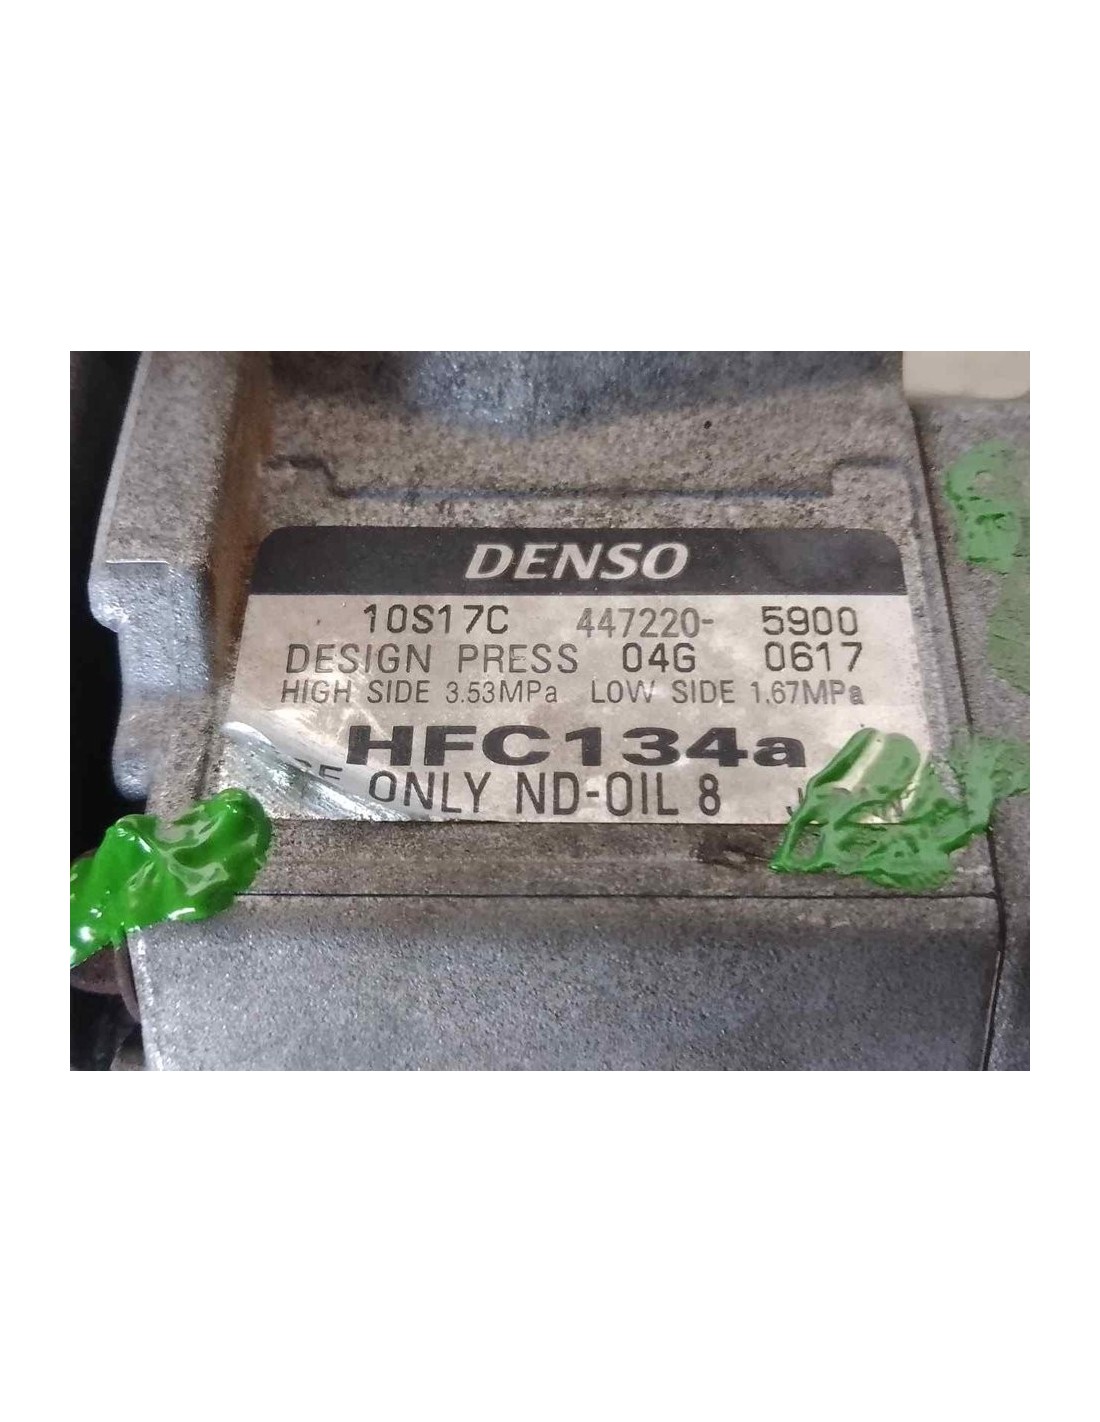 DENSO
10S17C 447220- 5900
DESIGN PRESS 04G 0617
HIGH SIDE 3.53MPa LOW SIDE 1.67MPa
HFC134a
ONLY ND-OIL 8